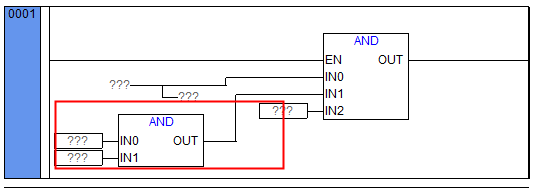 0001
AND
EN OUT
??? IN0
??? IN1
??? IN2
AND
??? IN0 OUT
??? IN1